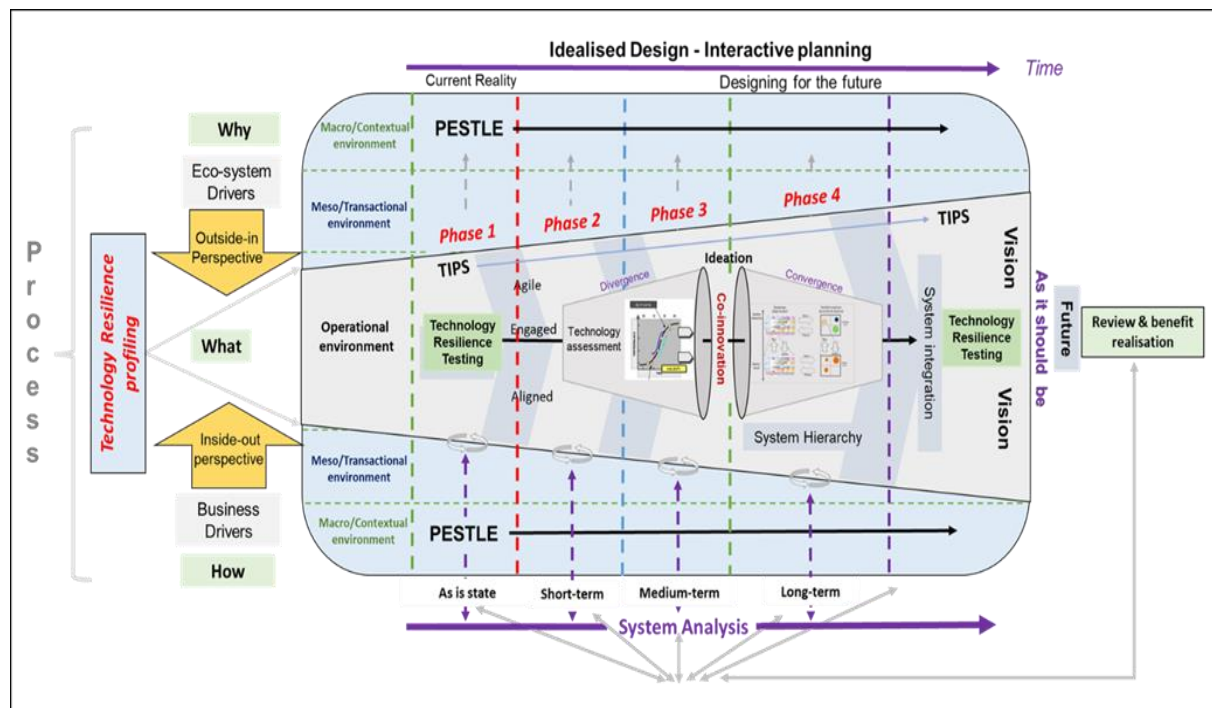 Idealised Design - Interactive planning
Time
Current Reality
Designing for the future
Process
Technology Resilience
profiling
Why
Eco-system
Drivers
Outside-in
Perspective
What
Inside-out
perspective
Business
Drivers
How
Macro/Contextual
environment
PESTLE
Meso/Transactional
environment
Phase 1
Phase 2
Phase 3
Phase 4
TIPS
TIPS
Operational
environment
Technology
Resilience
Testing
Agile
Engaged
Aligned
Divergence
Technology
assessment
Ideation
Co-innovation
Convergence
System Hierarchy
System integration
Vision
Technology
Resilience
Testing
Vision
As it should be
Future
Review & benefit
realisation
Meso/Transactional
environment
Macro/Contextual
environment
PESTLE
As is state
Short-term
Medium-term
Long-term
System Analysis